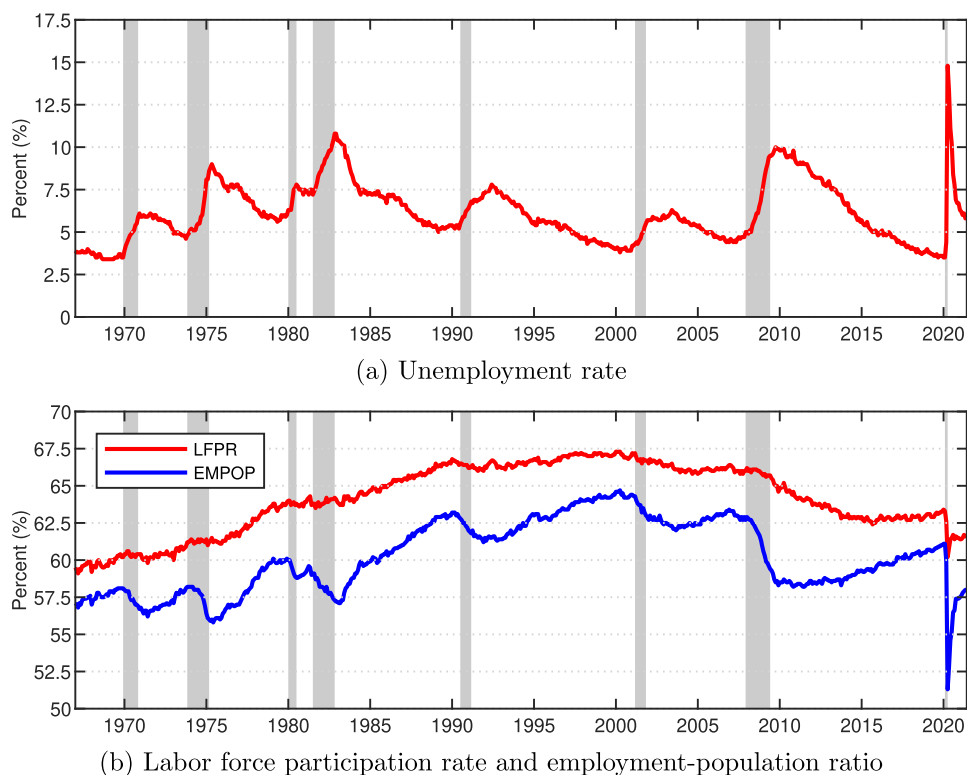 17.5
15
12.5
10
7.5
5
2.5
0
Percent (%)
1970 1975 1980 1985 1990 1995 2000 2005 2010 2015 2020
(a) Unemployment rate
70
67.5
65
62.5
60
57.5
55
52.5
50
Percent (%)
LFPR
EMPOP
1970 1975 1980 1985 1990 1995 2000 2005 2010 2015 2020
(b) Labor force participation rate and employment-population ratio